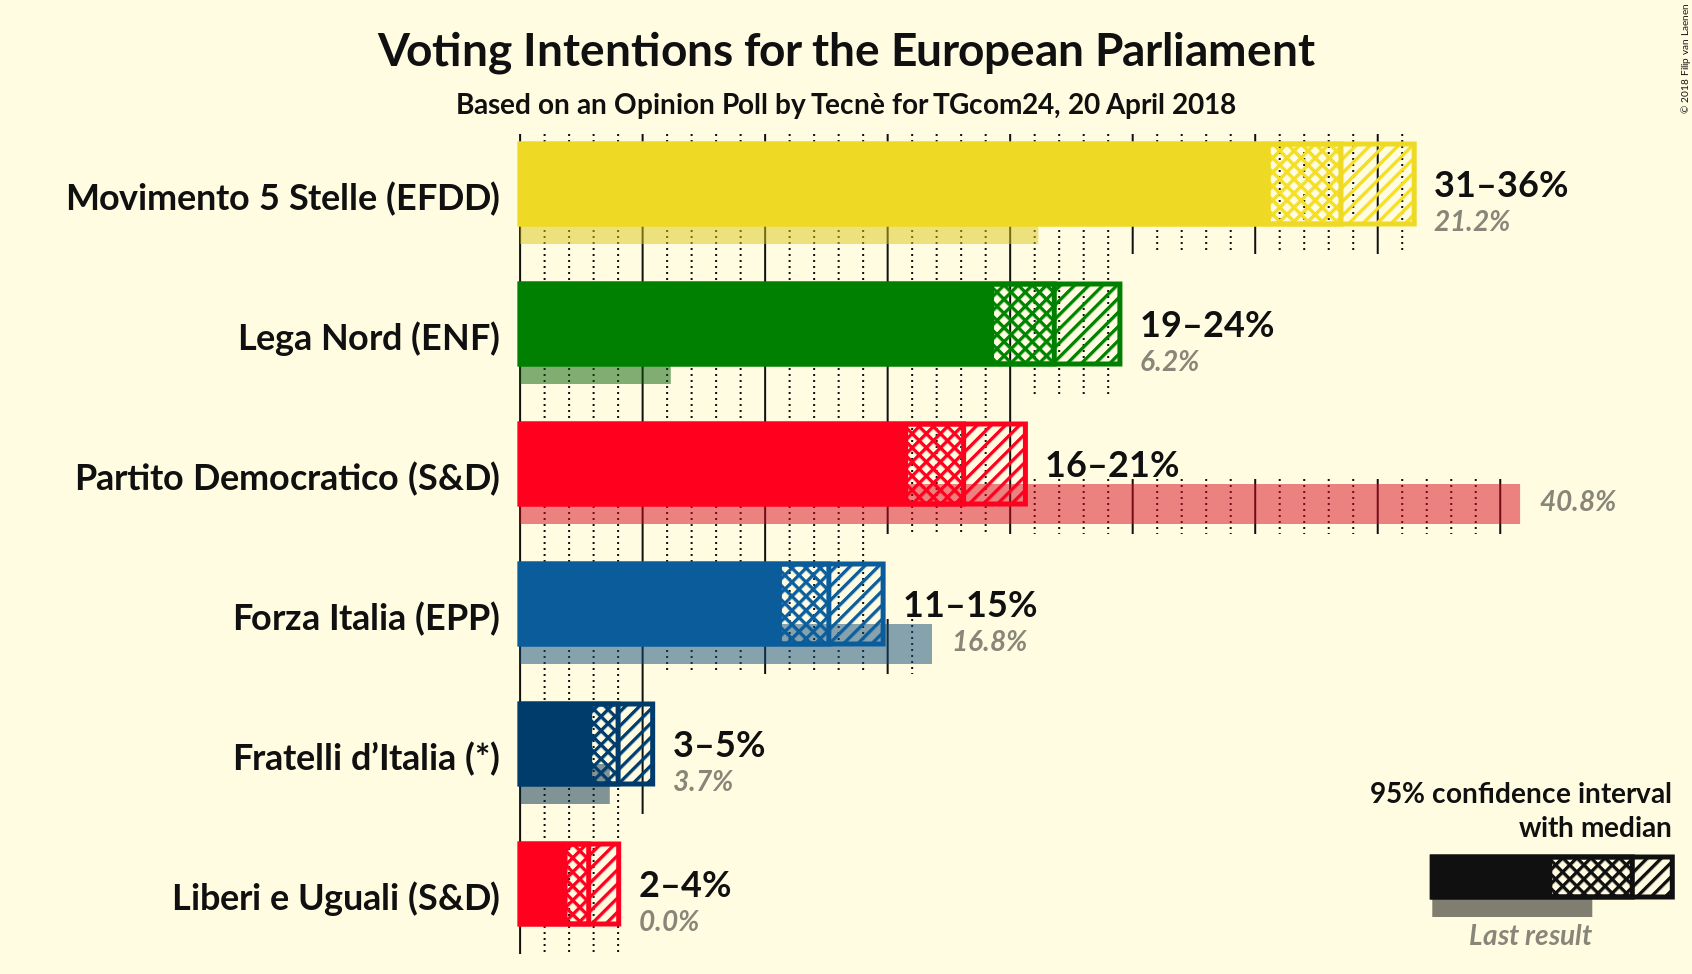 Voting Intentions for the European Parliament
Based on an Opinion Poll by Tecnè for TGcom24, 20 April 2018
© 2018 Filip van Laenen
Movimento 5 Stelle (EFDD)
31–36%
21.2%
Lega Nord (ENF)
19–24%
6.2%
Partito Democratico (S&D)
16–21%
40.8%
Forza Italia (EPP)
11–15%
16.8%
Fratelli d’Italia (*)
3–5%
3.7%
Liberi e Uguali (S&D)
2–4%
0.0%
95% confidence interval
with median
Last result